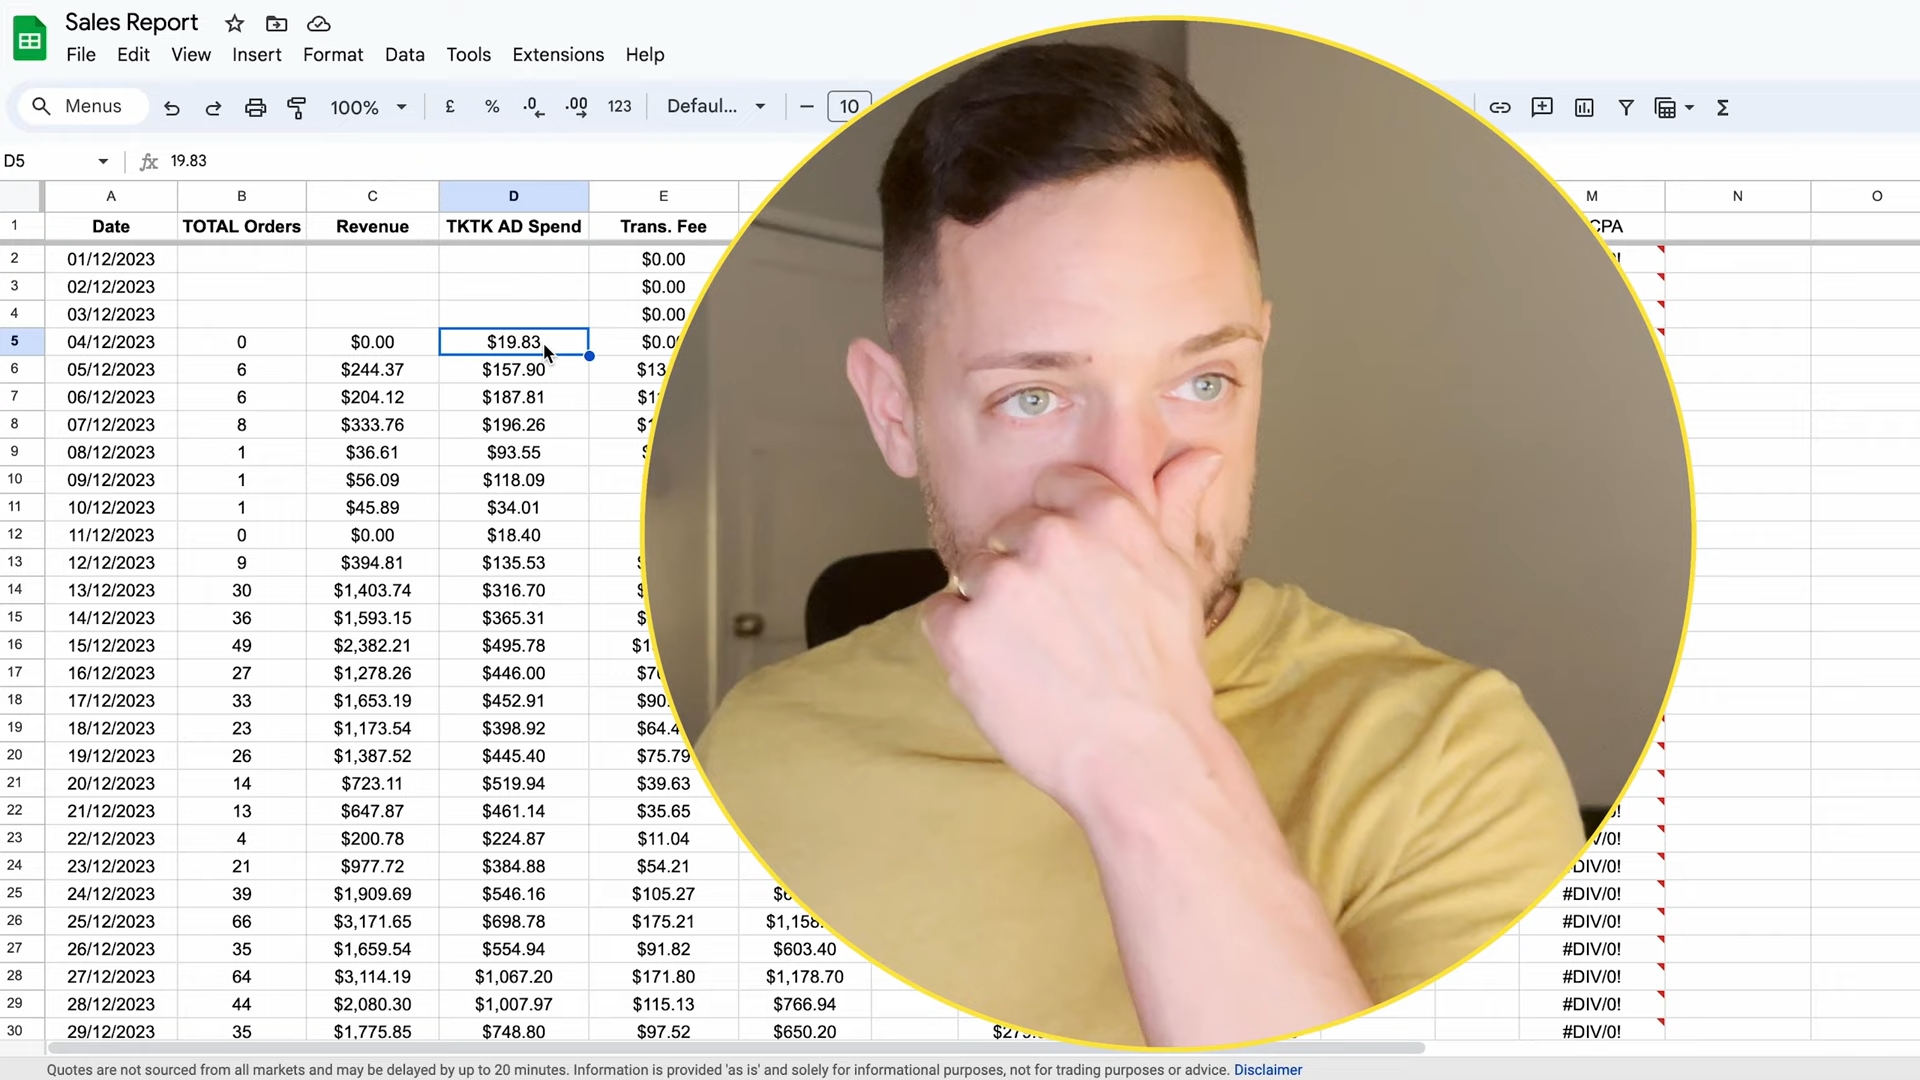 Sales Report
File Edit View Insert Format Data Tools Extensions Help
Menus 100% £ % .0 .00 123 Defaul... 10
D5 fx 19.83
A B C D E M N O
1 Date TOTAL Orders Revenue TKTK AD Spend Trans. Fee CPA
2 01/12/2023 $0.00
3 02/12/2023 $0.00
4 03/12/2023 $0.00
5 04/12/2023 0 $0.00 $19.83
6 05/12/2023 6 $244.37 $157.90
7 06/12/2023 6 $204.12 $187.81
8 07/12/2023 8 $333.76 $196.26
9 08/12/2023 1 $36.61 $93.55
10 09/12/2023 1 $56.09 $118.09
11 10/12/2023 1 $45.89 $34.01
12 11/12/2023 0 $0.00 $18.40
13 12/12/2023 9 $394.81 $135.53
14 13/12/2023 30 $1,403.74 $316.70
15 14/12/2023 36 $1,593.15 $365.31
16 15/12/2023 49 $2,382.21 $495.78
17 16/12/2023 27 $1,278.26 $446.00
18 17/12/2023 33 $1,653.19 $452.91
19 18/12/2023 23 $1,173.54 $398.92
20 19/12/2023 26 $1,387.52 $445.40 $75.79
21 20/12/2023 14 $723.11 $519.94 $39.63
22 21/12/2023 13 $647.87 $461.14 $35.65
23 22/12/2023 4 $200.78 $224.87 $11.04
24 23/12/2023 21 $977.72 $384.88 $54.21
25 24/12/2023 39 $1,909.69 $546.16 $105.27 #DIV/0!
26 25/12/2023 66 $3,171.65 $698.78 $175.21 #DIV/0!
27 26/12/2023 35 $1,659.54 $554.94 $91.82 $603.40 #DIV/0!
28 27/12/2023 64 $3,114.19 $1,067.20 $171.80 $1,178.70 #DIV/0!
29 28/12/2023 44 $2,080.30 $1,007.97 $115.13 $766.94 #DIV/0!
30 29/12/2023 35 $1,775.85 $748.80 $97.52 $650.20 #DIV/0!
Quotes are not sourced from all markets and may be delayed by up to 20 minutes. Information is provided 'as is' and solely for informational purposes, not for trading purposes or advice. Disclaimer